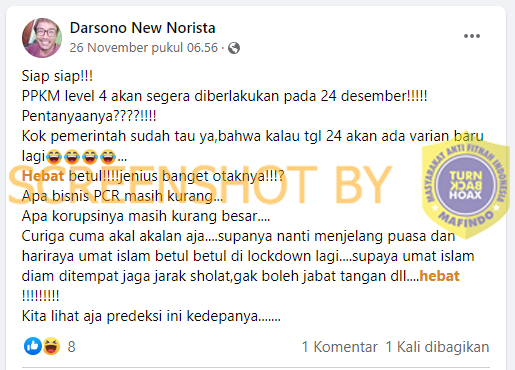 Darsono New Norista
26 November pukul 06.56 ·
Siap siap!!!
PPKM level 4 akan segera diberlakukan pada 24 desember!!!!!
Pentanyaanya????!!!!
Kok pemerintah sudah tau ya,bahwa kalau tgl 24 akan ada varian baru
lagi😂😂😂😂...
Hebat betul!!!!jenius banget otaknya!!!?
Apa bisnis PCR masih kurang...
Apa korupsinya masih kurang besar....
Curiga cuma akal akalan aja....supanya nanti menjelang puasa dan
hariraya umat islam betul betul di lockdown lagi....supaya umat islam
diam ditempat jaga jarak sholat,gak boleh jabat tangan dll....hebat
!!!!!!!!!
Kita lihat aja predeksi ini kedepanya.......
8
1 Komentar 1 Kali dibagikan
SCREENSHOT BY
MASYARAKAT ANTI FITNAH INDONESIA
TURN
BACK
HOAX
MAFINDO